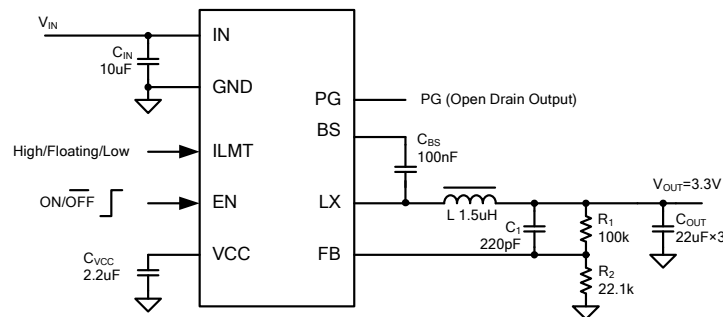 VIN
CIN
10uF
IN
GND
PG
PG (Open Drain Output)
BS
CBS
100nF
High/Floating/Low
ILMT
ON/OFF
EN
LX
L 1.5uH
VOUT=3.3V
C1
220pF
R1
100k
COUT
22uF×3
CVCC
2.2uF
VCC
FB
R2
22.1k